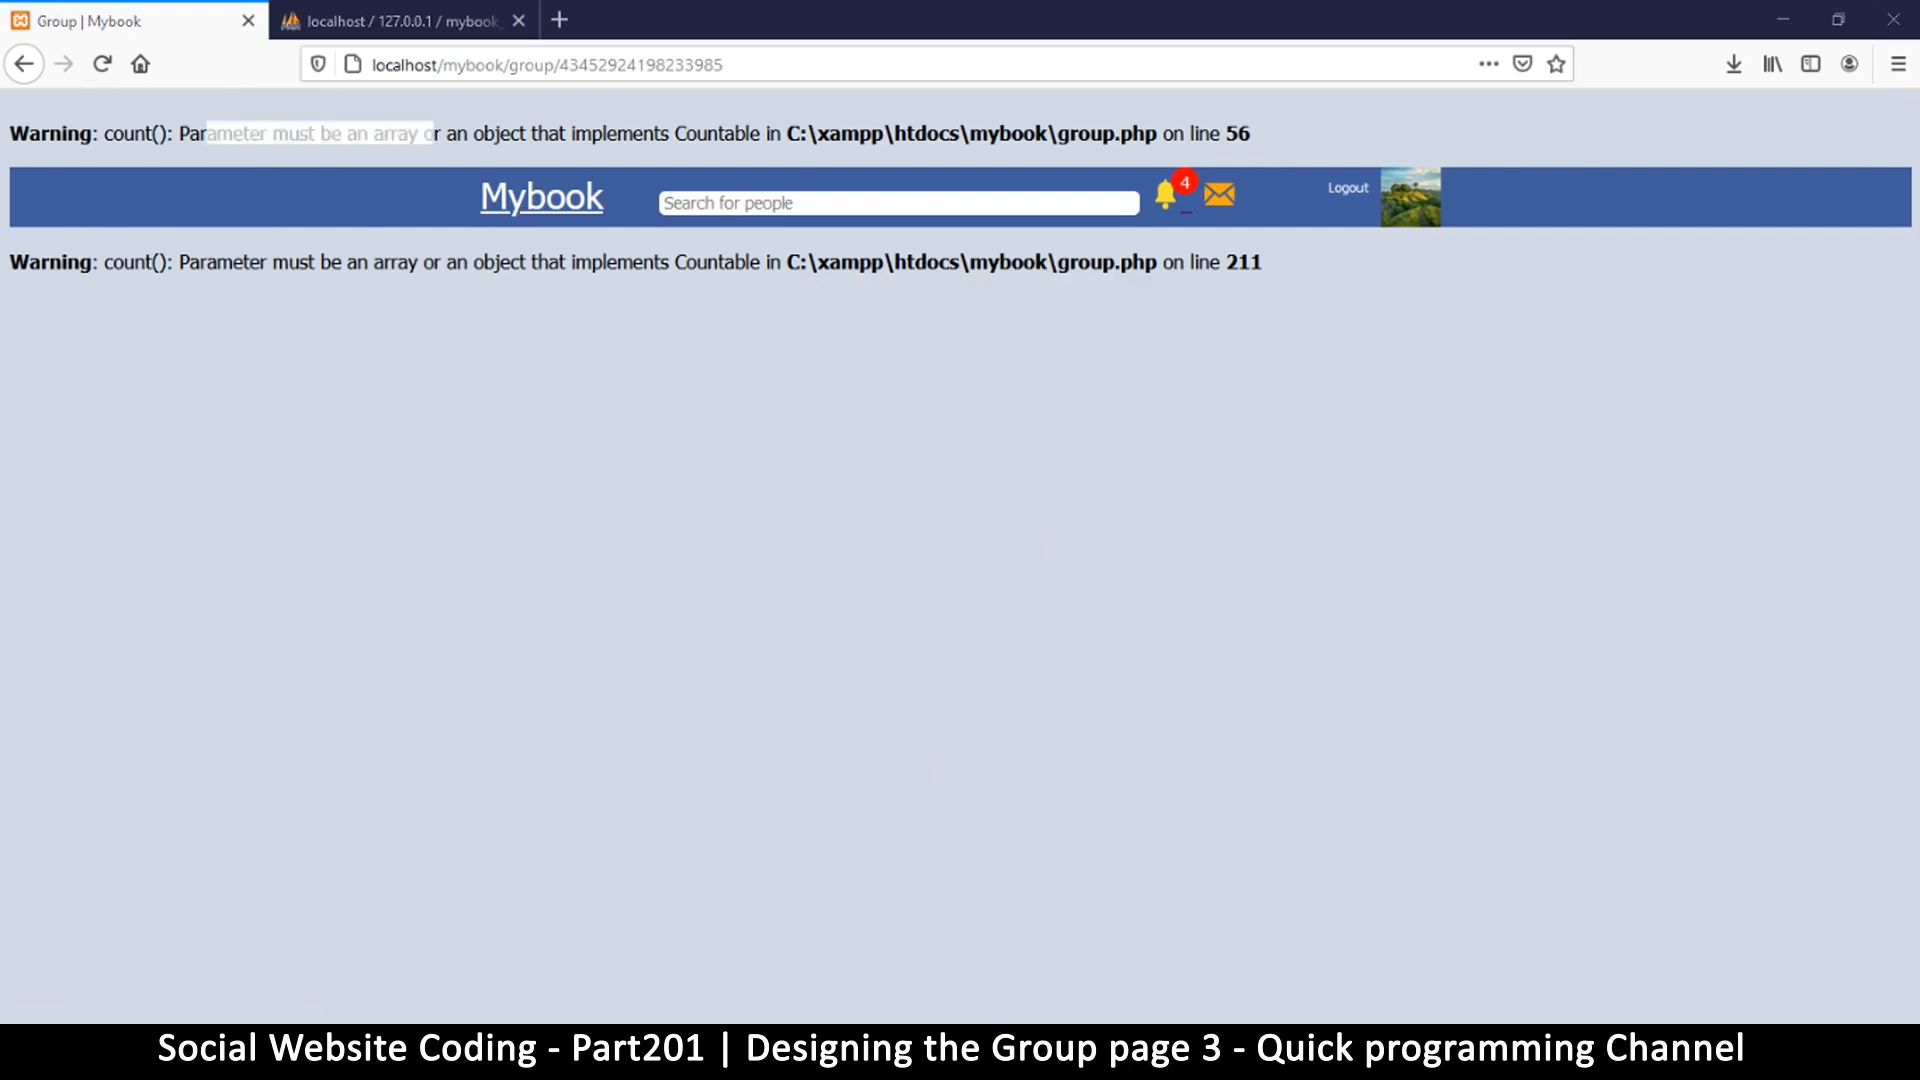 Group | Mybook
localhost / 127.0.0.1 / mybook
localhost/mybook/group/43452924198233985
Warning: count(): Parameter must be an array or an object that implements Countable in C:\xampp\htdocs\mybook\group.php on line 56
Mybook
Search for people
4
Logout
Warning: count(): Parameter must be an array or an object that implements Countable in C:\xampp\htdocs\mybook\group.php on line 211
Social Website Coding - Part201 | Designing the Group page 3 - Quick programming Channel